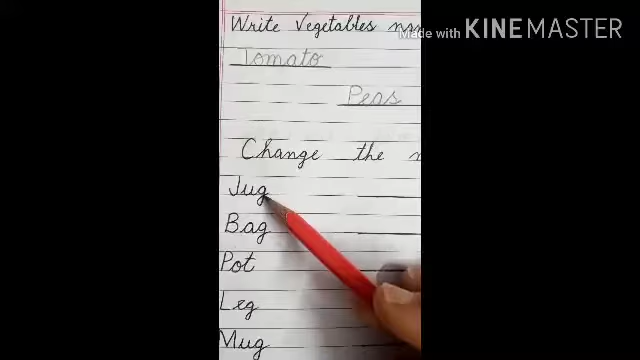 Write Vegetables
Made with KINEMASTER
Tomato
Peas
Change the
Jug
Bag
Pot
Leg
Mug